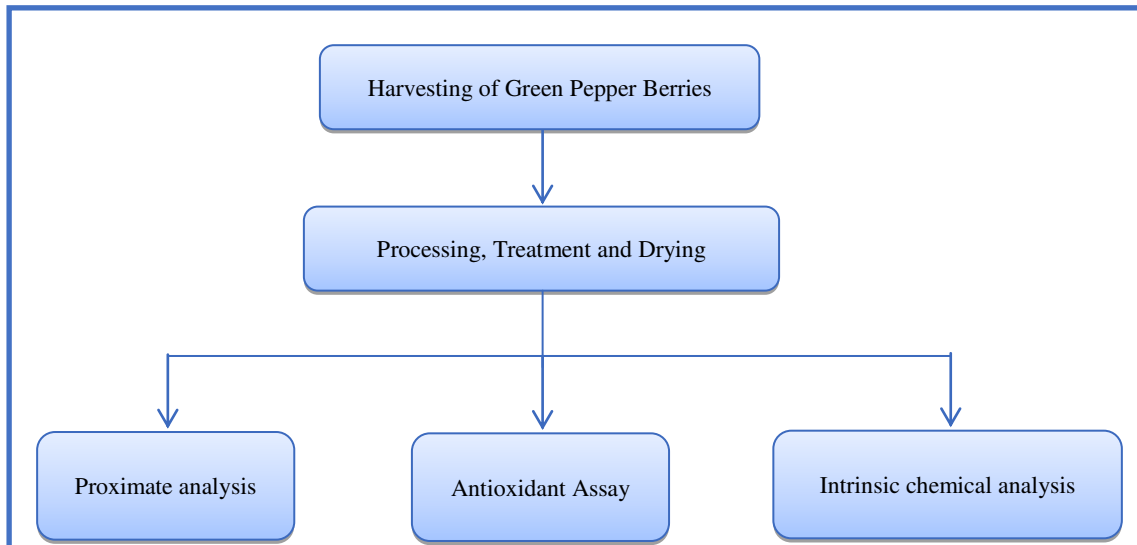 Harvesting of Green Pepper Berries
Processing, Treatment and Drying
Proximate analysis
Antioxidant Assay
Intrinsic chemical analysis